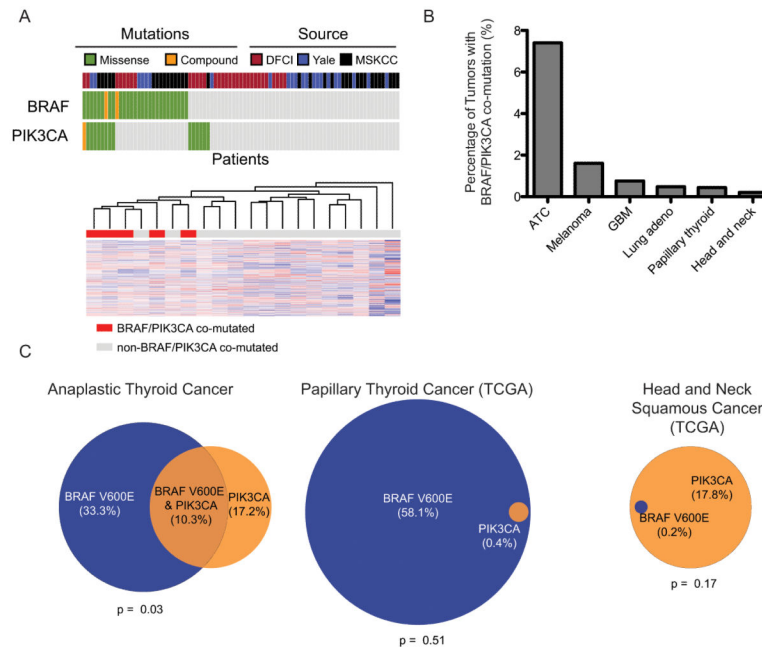 A
Mutations Source
Missense Compound DFCI Yale MSKCC
BRAF
PIK3CA
Patients
BRAF/PIK3CA co-mutated
non-BRAF/PIK3CA co-mutated
B
Percentage of Tumors with
BRAF/PIK3CA co-mutation (%)
8
6
4
2
0
ATC
Melanoma
GBM
Lung adeno
Papillary thyroid
Head and neck
C
Anaplastic Thyroid Cancer
BRAF V600E
(33.3%)
BRAF V600E
& PIK3CA
(10.3%)
PIK3CA
(17.2%)
p = 0.03
Papillary Thyroid Cancer (TCGA)
BRAF V600E
(58.1%)
PIK3CA
(0.4%)
p = 0.51
Head and Neck
Squamous Cancer
(TCGA)
PIK3CA
(17.8%)
BRAF V600E
(0.2%)
p = 0.17